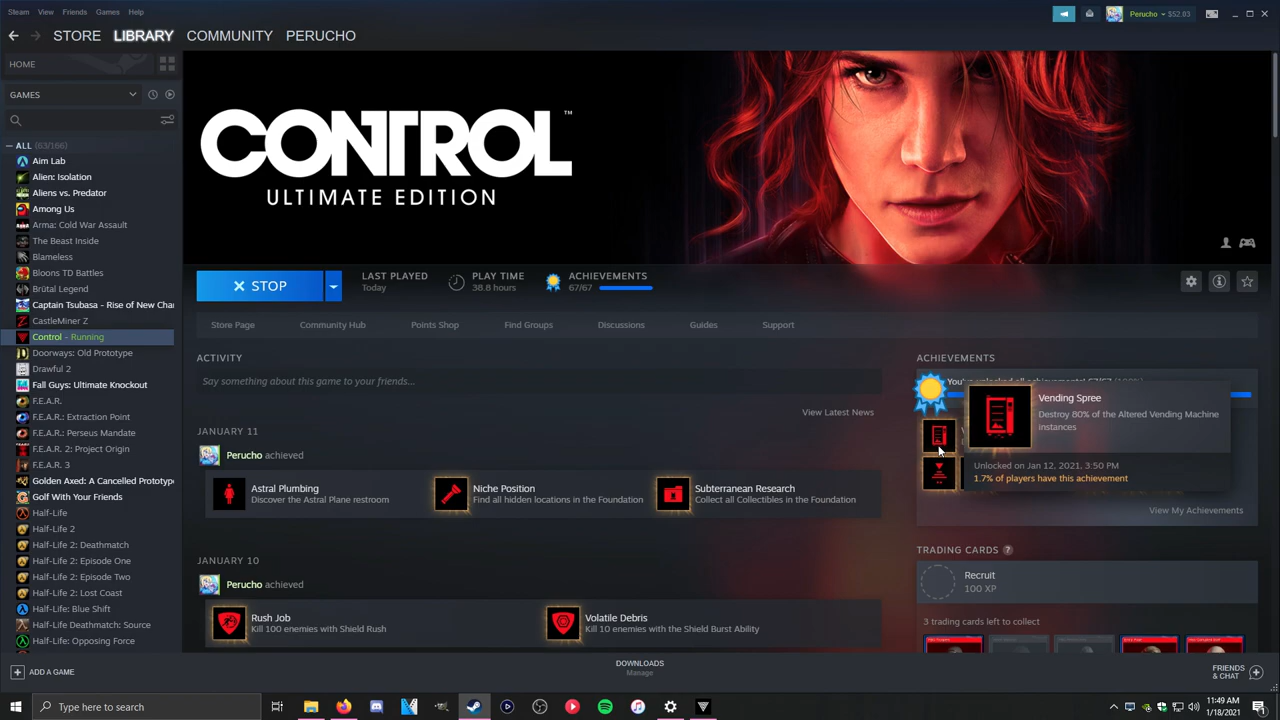 Steam View Friends Games Help
Perucho $52.03
STORE LIBRARY COMMUNITY PERUCHO
HOME
GAMES
ALL (63/166)
Aim Lab
Alien: Isolation
Aliens vs. Predator
Among Us
Arma: Cold War Assault
The Beast Inside
Blameless
Bloons TD Battles
Brütal Legend
Captain Tsubasa - Rise of New Cha
CastleMiner Z
Control - Running
Doorways: Old Prototype
Drawful 2
Fall Guys: Ultimate Knockout
F.E.A.R.
F.E.A.R.: Extraction Point
F.E.A.R.: Perseus Mandate
F.E.A.R. 2: Project Origin
F.E.A.R. 3
Golden Axed: A Cancelled Prototype
Golf With Your Friends
Half-Life
Half-Life 2
Half-Life 2: Deathmatch
Half-Life 2: Episode One
Half-Life 2: Episode Two
Half-Life 2: Lost Coast
Half-Life: Blue Shift
Half-Life Deathmatch: Source
Half-Life: Opposing Force
ADD A GAME
CONTROL™
ULTIMATE EDITION
STOP
LAST PLAYED
Today
PLAY TIME
38.8 hours
ACHIEVEMENTS
67/67
Store Page Community Hub Points Shop Find Groups Discussions Guides Support
ACTIVITY
Say something about this game to your friends...
View Latest News
JANUARY 11
Perucho achieved
Astral Plumbing
Discover the Astral Plane restroom
Niche Position
Find all hidden locations in the Foundation
Subterranean Research
Collect all Collectibles in the Foundation
JANUARY 10
Perucho achieved
Rush Job
Kill 100 enemies with Shield Rush
Volatile Debris
Kill 10 enemies with the Shield Burst Ability
ACHIEVEMENTS
You've unlocked all achievements! 67/67
Vending Spree
Destroy 80% of the Altered Vending Machine
instances
Unlocked on Jan 12, 2021, 3:50 PM
1.7% of players have this achievement
View My Achievements
TRADING CARDS ?
Recruit
100 XP
3 trading cards left to collect
DOWNLOADS
Manage
FRIENDS
& CHAT
Type here to search
11:49 AM
1/18/2021